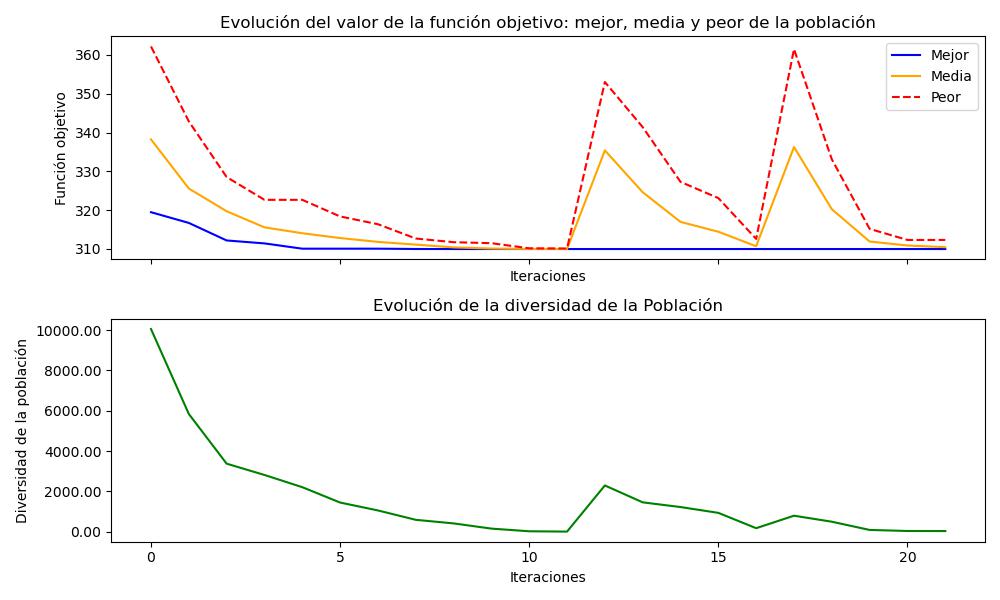 Evolución del valor de la función objetivo: mejor, media y peor de la población
Función objetivo
360
350
340
330
320
310
Mejor
Media
Peor
Iteraciones
Evolución de la diversidad de la Población
Diversidad de la población
10000.00
8000.00
6000.00
4000.00
2000.00
0.00
0 5 10 15 20
Iteraciones